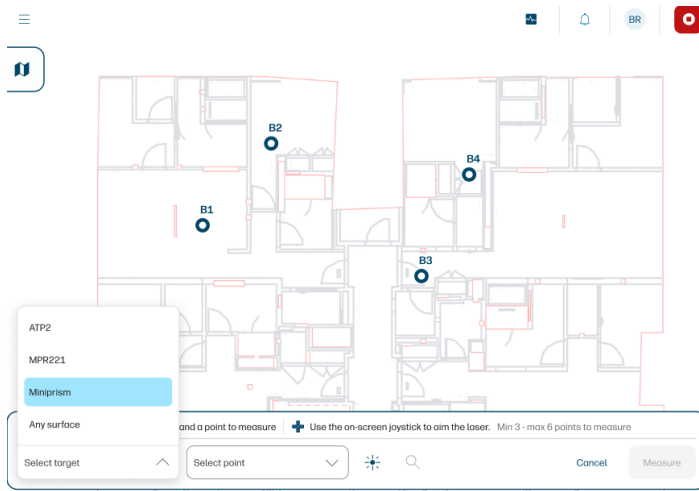 BR
B2
B4
B1
B3
ATP2
MPR221
Miniprism
Any surface
and a point to measure Use the on-screen joystick to aim the laser. Min 3 - max 6 points to measure
Select target Select point Cancel Measure